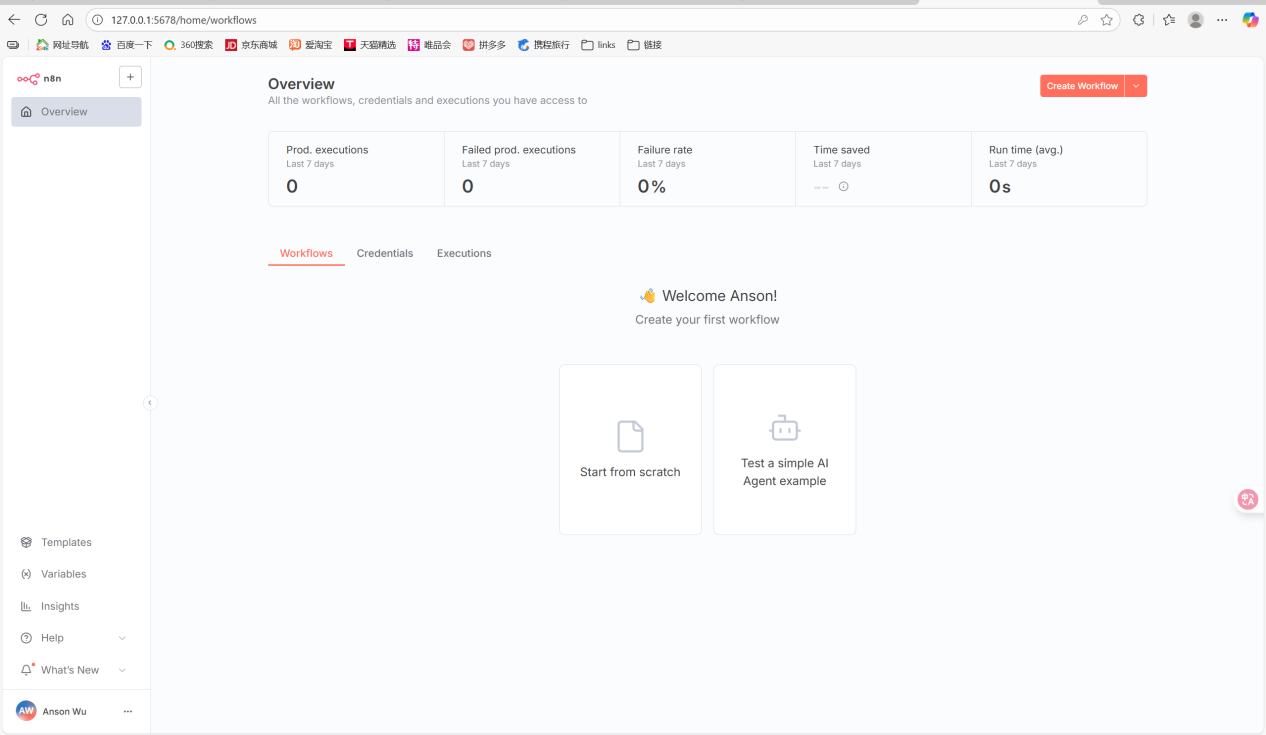 127.0.0.1:5678/home/workflows
网址导航 百度一下 360搜索 JD 京东商城 淘 爱淘宝 T 天猫精选 特 唯品会 拼多多 携程旅行 links 链接
n8n +
Overview
Overview
All the workflows, credentials and executions you have access to
Create Workflow
Prod. executions
Last 7 days
0
Failed prod. executions
Last 7 days
0
Failure rate
Last 7 days
0%
Time saved
Last 7 days
--
Run time (avg.)
Last 7 days
0s
Workflows Credentials Executions
👋 Welcome Anson!
Create your first workflow
Start from scratch
Test a simple AI
Agent example
Templates
Variables
Insights
Help
What's New
AW Anson Wu ...